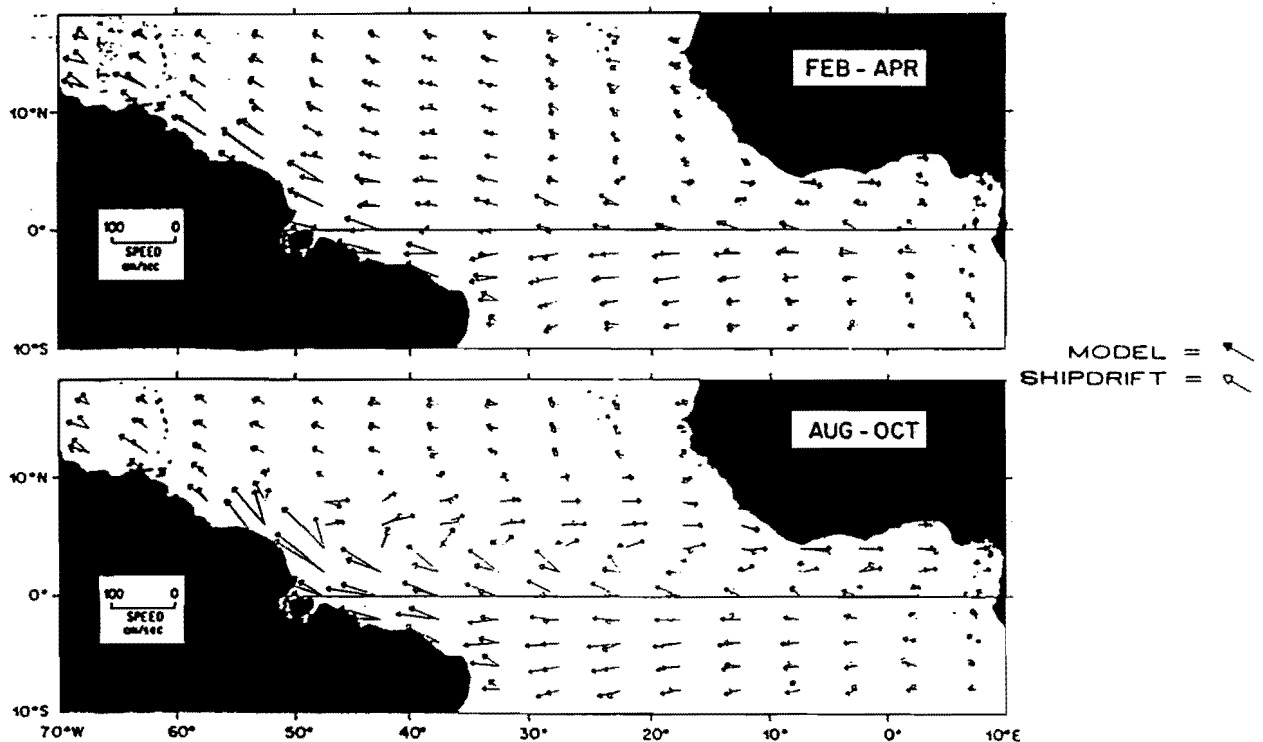 FEB - APR
10°N
0°
100 0
SPEED
cm/sec
10°S
MODEL =
SHIPDRIFT =
AUG - OCT
10°N
0°
100 0
SPEED
cm/sec
10°S
70°W 60° 50° 40° 30° 20° 10° 0° 10°E